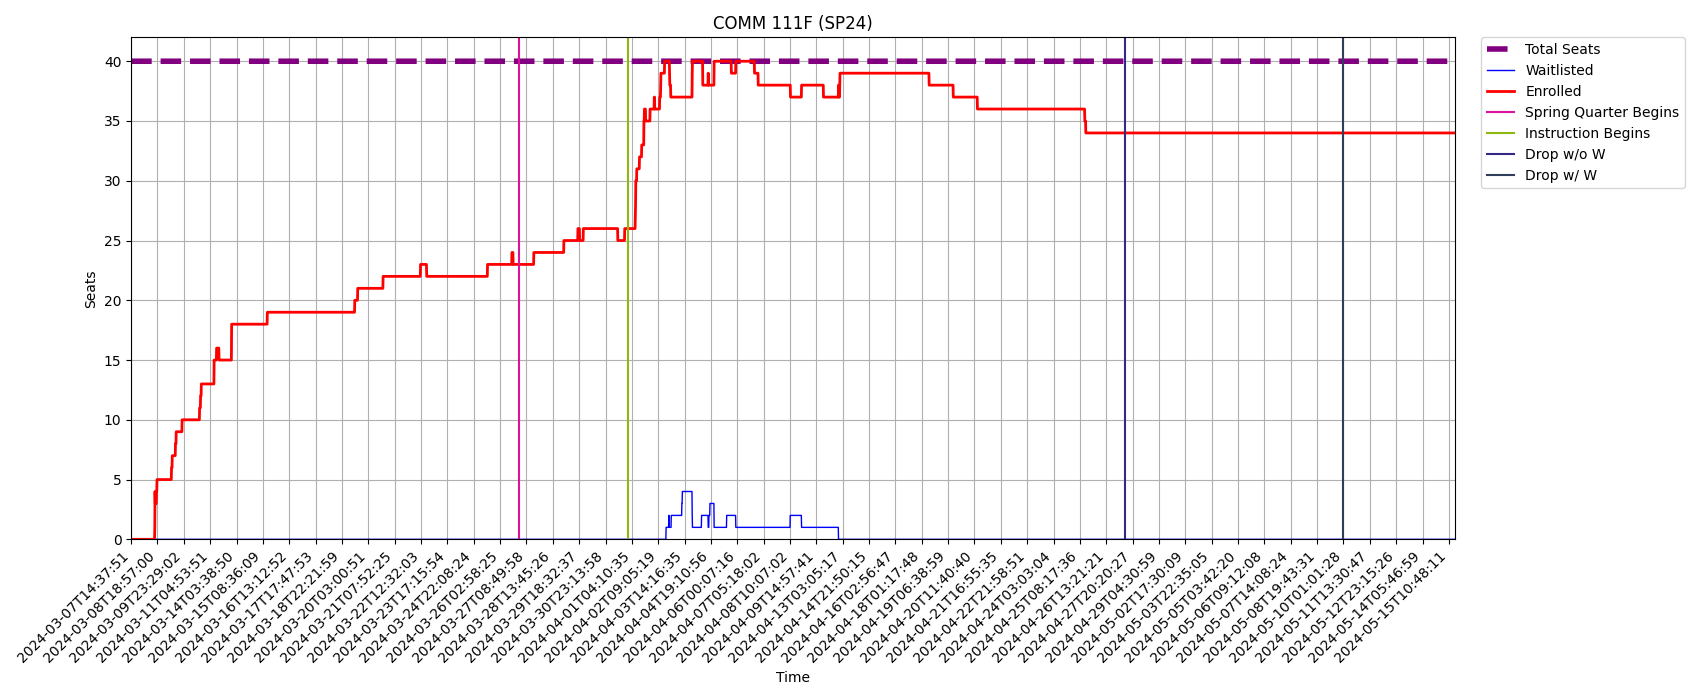 COMM 111F (SP24)
Total Seats
Waitlisted
Enrolled
Spring Quarter Begins
Instruction Begins
Drop w/o W
Drop w/ W
Seats
40
35
30
25
20
15
10
5
0
2024-03-07T14:37:51
2024-03-08T18:57:00
2024-03-09T23:29:02
2024-03-11T04:53:51
2024-03-14T03:38:50
2024-03-15T08:36:09
2024-03-16T13:12:52
2024-03-17T17:47:53
2024-03-18T22:21:59
2024-03-20T03:00:51
2024-03-21T07:52:25
2024-03-22T12:32:03
2024-03-23T17:15:54
2024-03-24T22:08:24
2024-03-26T02:58:25
2024-03-27T08:49:58
2024-03-28T13:45:26
2024-03-29T18:32:37
2024-03-30T23:13:58
2024-04-01T04:10:35
2024-04-02T09:05:19
2024-04-03T14:16:35
2024-04-04T19:10:56
2024-04-06T00:07:16
2024-04-07T05:18:02
2024-04-08T10:07:02
2024-04-09T14:57:41
2024-04-13T03:05:17
2024-04-14T21:50:15
2024-04-16T02:56:47
2024-04-18T01:17:48
2024-04-19T06:38:59
2024-04-20T11:40:40
2024-04-21T16:55:35
2024-04-22T21:58:51
2024-04-24T03:03:04
2024-04-25T08:17:36
2024-04-26T13:21:21
2024-04-27T20:20:27
2024-04-29T04:30:59
2024-05-02T17:30:09
2024-05-03T22:35:05
2024-05-05T03:42:20
2024-05-06T09:12:08
2024-05-07T14:08:24
2024-05-08T19:43:31
2024-05-10T01:01:28
2024-05-11T13:30:47
2024-05-12T23:15:26
2024-05-14T05:46:59
2024-05-15T10:48:11
Time